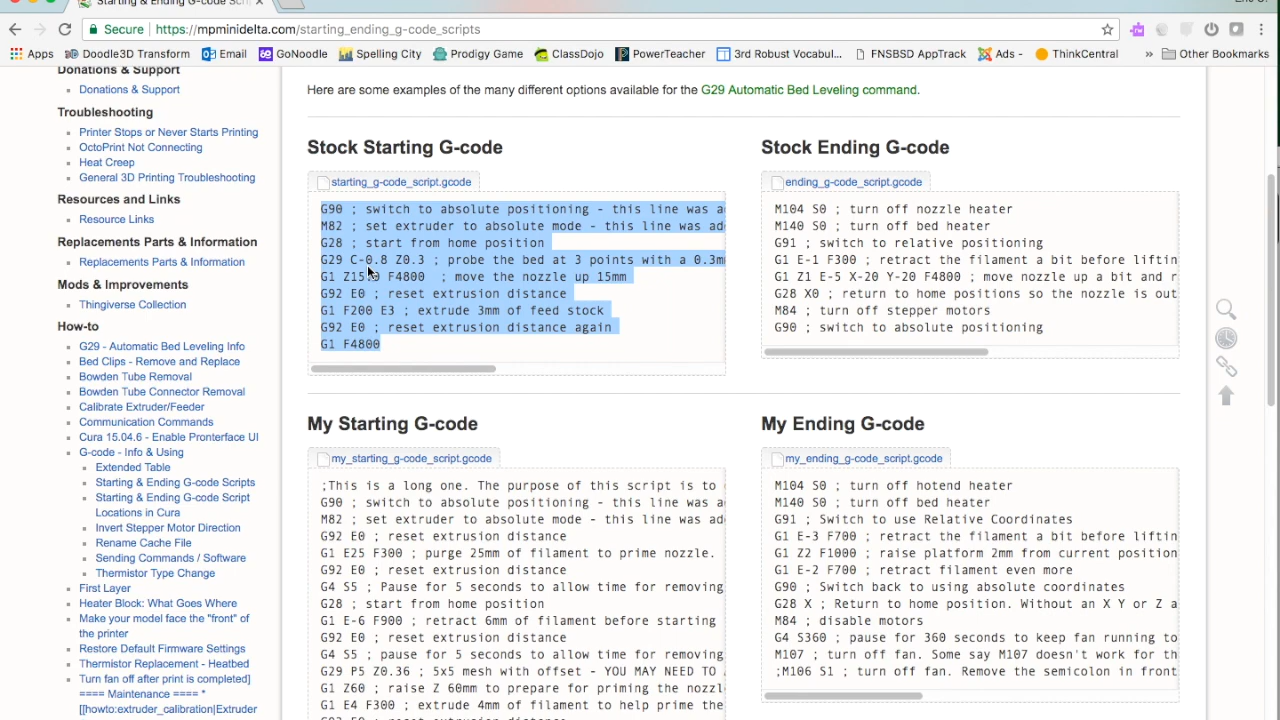 Starting & Ending G-code Scri
Secure
https://mpminidelta.com/starting_ending_g-code_scripts
Apps
Doodle3D Transform
Email
GoNoodle
Spelling City
Prodigy Game
ClassDojo
PowerTeacher
3rd Robust Vocabul...
FNSBSD AppTrack
Ads -
ThinkCentral
»
Other Bookmarks
Donations & Support
Donations & Support
Troubleshooting
Printer Stops or Never Starts Printing
OctoPrint Not Connecting
Heat Creep
General 3D Printing Troubleshooting
Resources and Links
Resource Links
Replacements Parts & Information
Replacements Parts & Information
Mods & Improvements
Thingiverse Collection
How-to
G29 - Automatic Bed Leveling Info
Bed Clips - Remove and Replace
Bowden Tube Removal
Bowden Tube Connector Removal
Calibrate Extruder/Feeder
Communication Commands
Cura 15.04.6 - Enable Pronterface UI
G-code - Info & Using
Extended Table
Starting & Ending G-code Scripts
Starting & Ending G-code Script
Locations in Cura
Invert Stepper Motor Direction
Rename Cache File
Sending Commands / Software
Thermistor Type Change
First Layer
Heater Block: What Goes Where
Make your model face the "front" of
the printer
Restore Default Firmware Settings
Thermistor Replacement - Heatbed
Turn fan off after print is completed]
==== Maintenance ==== *
[[howto:extruder_calibration|Extruder
Here are some examples of the many different options available for the G29 Automatic Bed Leveling command.
Stock Starting G-code
starting_g-code_script.gcode
G90 ; switch to absolute positioning - this line was a
M82 ; set extruder to absolute mode - this line was ad
G28 ; start from home position
G29 C-0.8 Z0.3 ; probe the bed at 3 points with a 0.3m
G1 Z15 F4800 ; move the nozzle up 15mm
G92 E0 ; reset extrusion distance
G1 F200 E3 ; extrude 3mm of feed stock
G92 E0 ; reset extrusion distance again
G1 F4800
Stock Ending G-code
ending_g-code_script.gcode
M104 S0 ; turn off nozzle heater
M140 S0 ; turn off bed heater
G91 ; switch to relative positioning
G1 E-1 F300 ; retract the filament a bit before liftin
G1 Z1 E-5 X-20 Y-20 F4800 ; move nozzle up a bit and r
G28 X0 ; return to home positions so the nozzle is out
M84 ; turn off stepper motors
G90 ; switch to absolute positioning
My Starting G-code
my_starting_g-code_script.gcode
;This is a long one. The purpose of this script is to
G90 ; switch to absolute positioning - this line was a
M82 ; set extruder to absolute mode - this line was ad
G92 E0 ; reset extrusion distance
G1 E25 F300 ; purge 25mm of filament to prime nozzle.
G92 E0 ; reset extrusion distance
G4 S5 ; Pause for 5 seconds to allow time for removing
G28 ; start from home position
G1 E-6 F900 ; retract 6mm of filament before starting
G92 E0 ; reset extrusion distance
G4 S5 ; pause for 5 seconds to allow time for removing
G29 P5 Z0.36 ; 5x5 mesh with offset - YOU MAY NEED TO
G1 Z60 ; raise Z 60mm to prepare for priming the nozzl
G1 E4 F300 ; extrude 4mm of filament to help prime the
G92 E0 ; reset extrusion distance
My Ending G-code
my_ending_g-code_script.gcode
M104 S0 ; turn off hotend heater
M140 S0 ; turn off bed heater
G91 ; Switch to use Relative Coordinates
G1 E-3 F700 ; retract the filament a bit before liftin
G1 Z2 F1000 ; raise platform 2mm from current position
G1 E-2 F700 ; retract filament even more
G90 ; Switch back to using absolute coordinates
G28 X ; Return to home position. Without an X Y or Z a
M84 ; disable motors
G4 S360 ; pause for 360 seconds to keep fan running to
M107 ; turn off fan. Some say M107 doesn't work for th
;M106 S1 ; turn off fan. Remove the semicolon in front